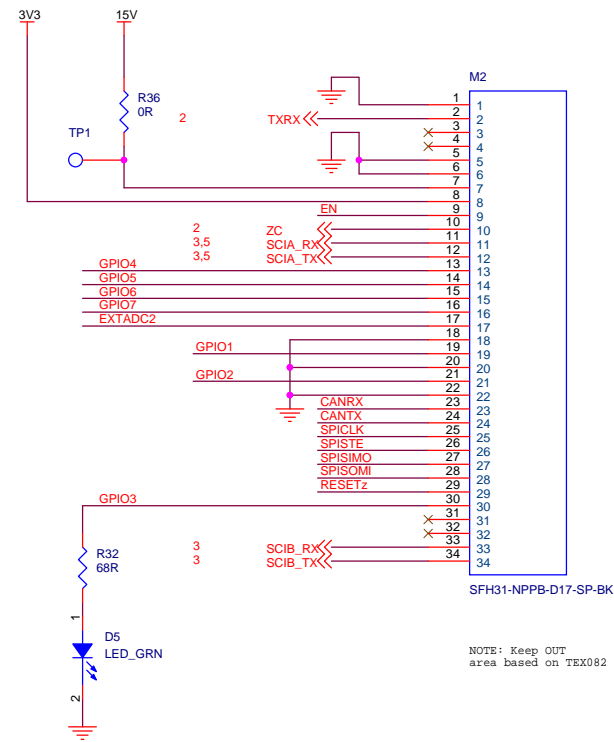 3V3 15V
M2
R36
0R
TP1
2 TXRX
1 1
2 2
3 3
4 4
5 5
6 6
7 7
8 8
EN 9 9
2 ZC 10 10
3,5 SCIA_RX 11 11
3,5 SCIA_TX 12 12
GPIO4 13 13
GPIO5 14 14
GPIO6 15 15
GPIO7 16 16
EXTADC2 17 17
18 18
GPIO1 19 19
20 20
GPIO2 21 21
22 22
CANRX 23 23
CANTX 24 24
SPICLK 25 25
SPISTE 26 26
SPISIMO 27 27
SPISOMI 28 28
RESETz 29 29
GPIO3 30 30
31 31
32 32
3 SCIB_RX 33 33
3 SCIB_TX 34 34
R32
68R
SFH31-NPPB-D17-SP-BK
1
D5
LED_GRN
2
NOTE: Keep OUT
area based on TEX082